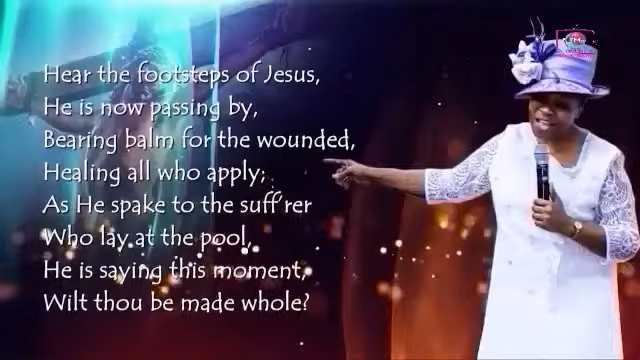 Hear the footsteps of Jesus,
He is now passing by,
Bearing balm for the wounded,
Healing all who apply;
As He spake to the suff'rer
Who lay at the pool,
He is saying this moment,
Wilt thou be made whole?